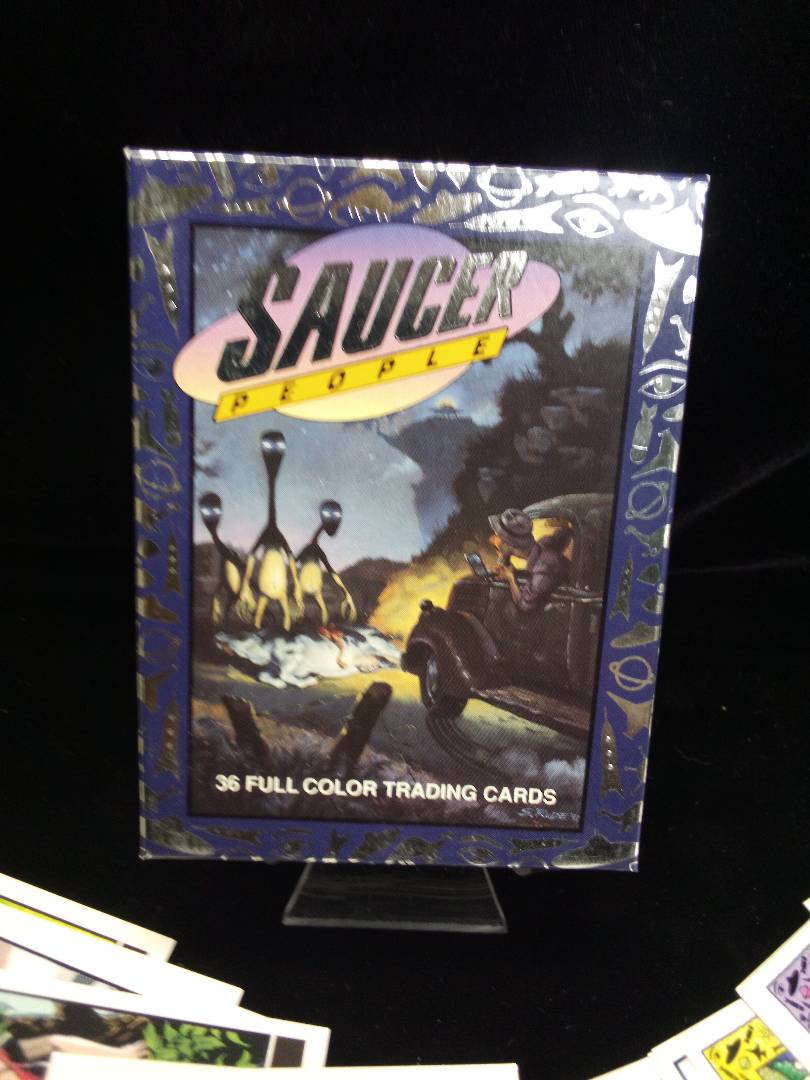 SAUCER
PEOPLE
36 FULL COLOR TRADING CARDS